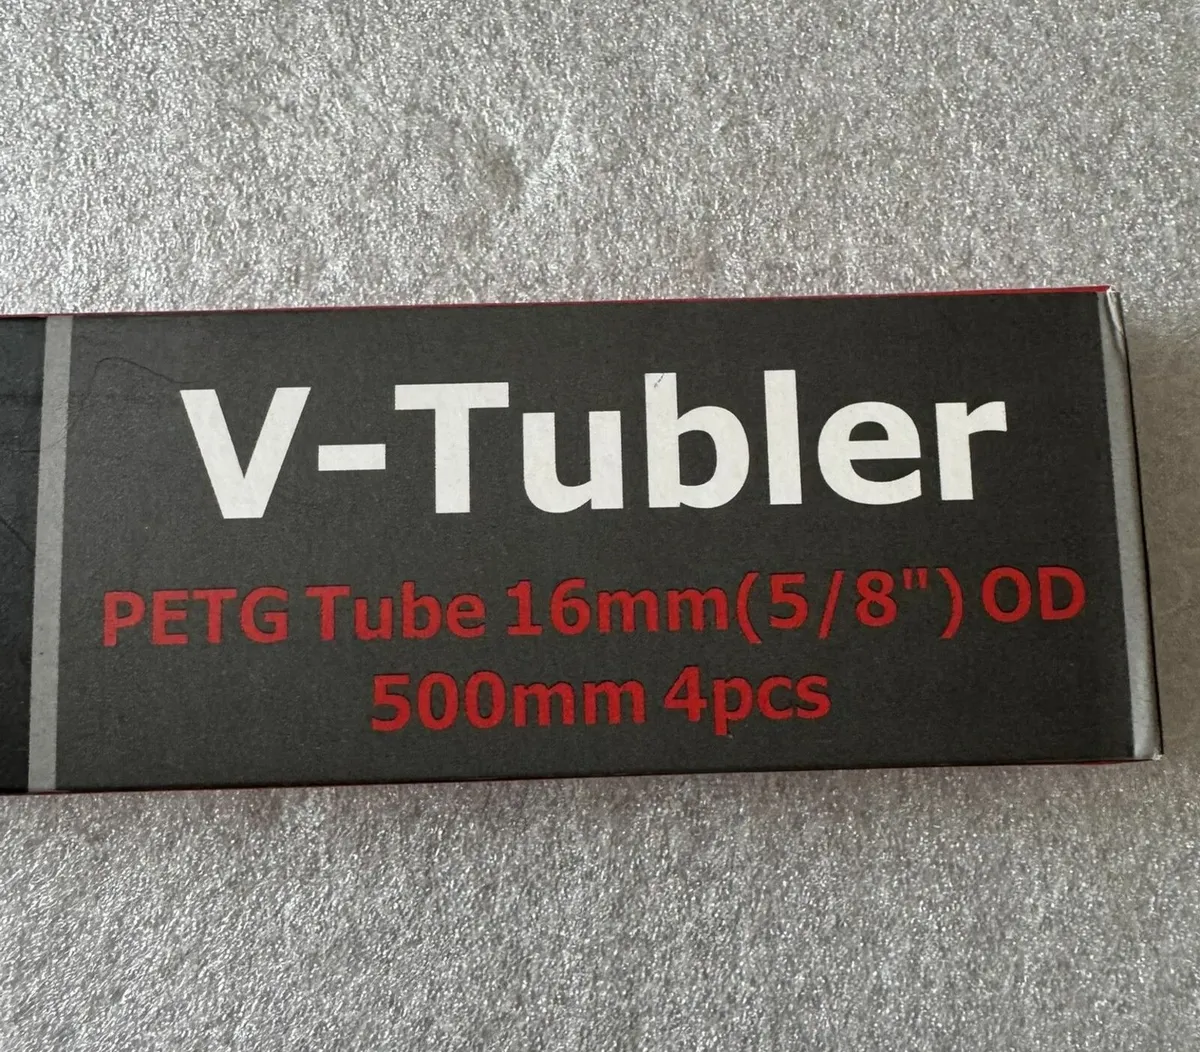 V-Tubler
PETG Tube 16mm(5/8") OD
500mm 4pcs